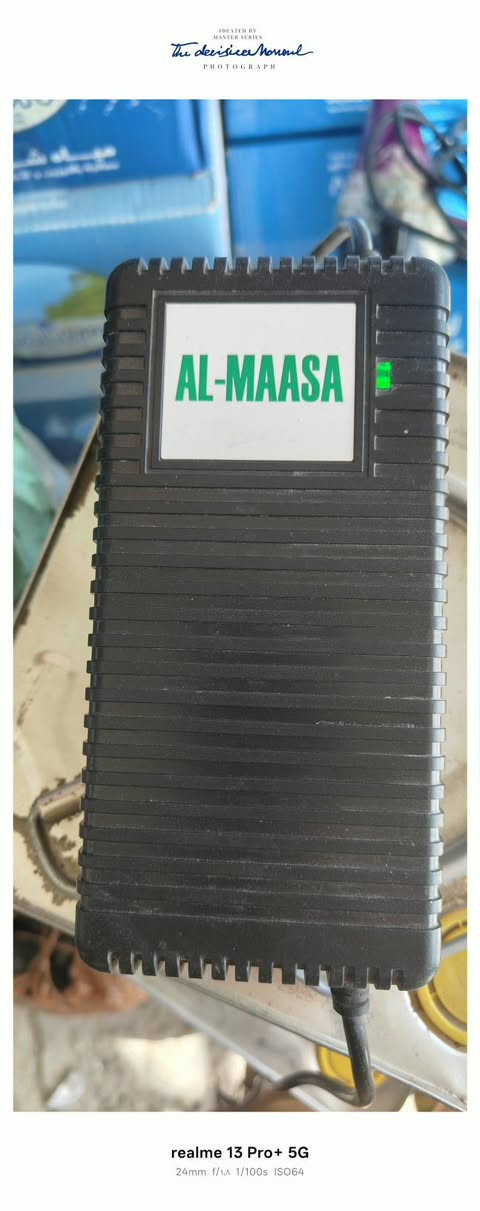 IDEATED BY
MASTER SERIES
The decisive Moment
PHOTOGRAPH
مياه
AL-MAASA
realme 13 Pro+ 5G
24mm f/١٫٨ 1/100s ISO64